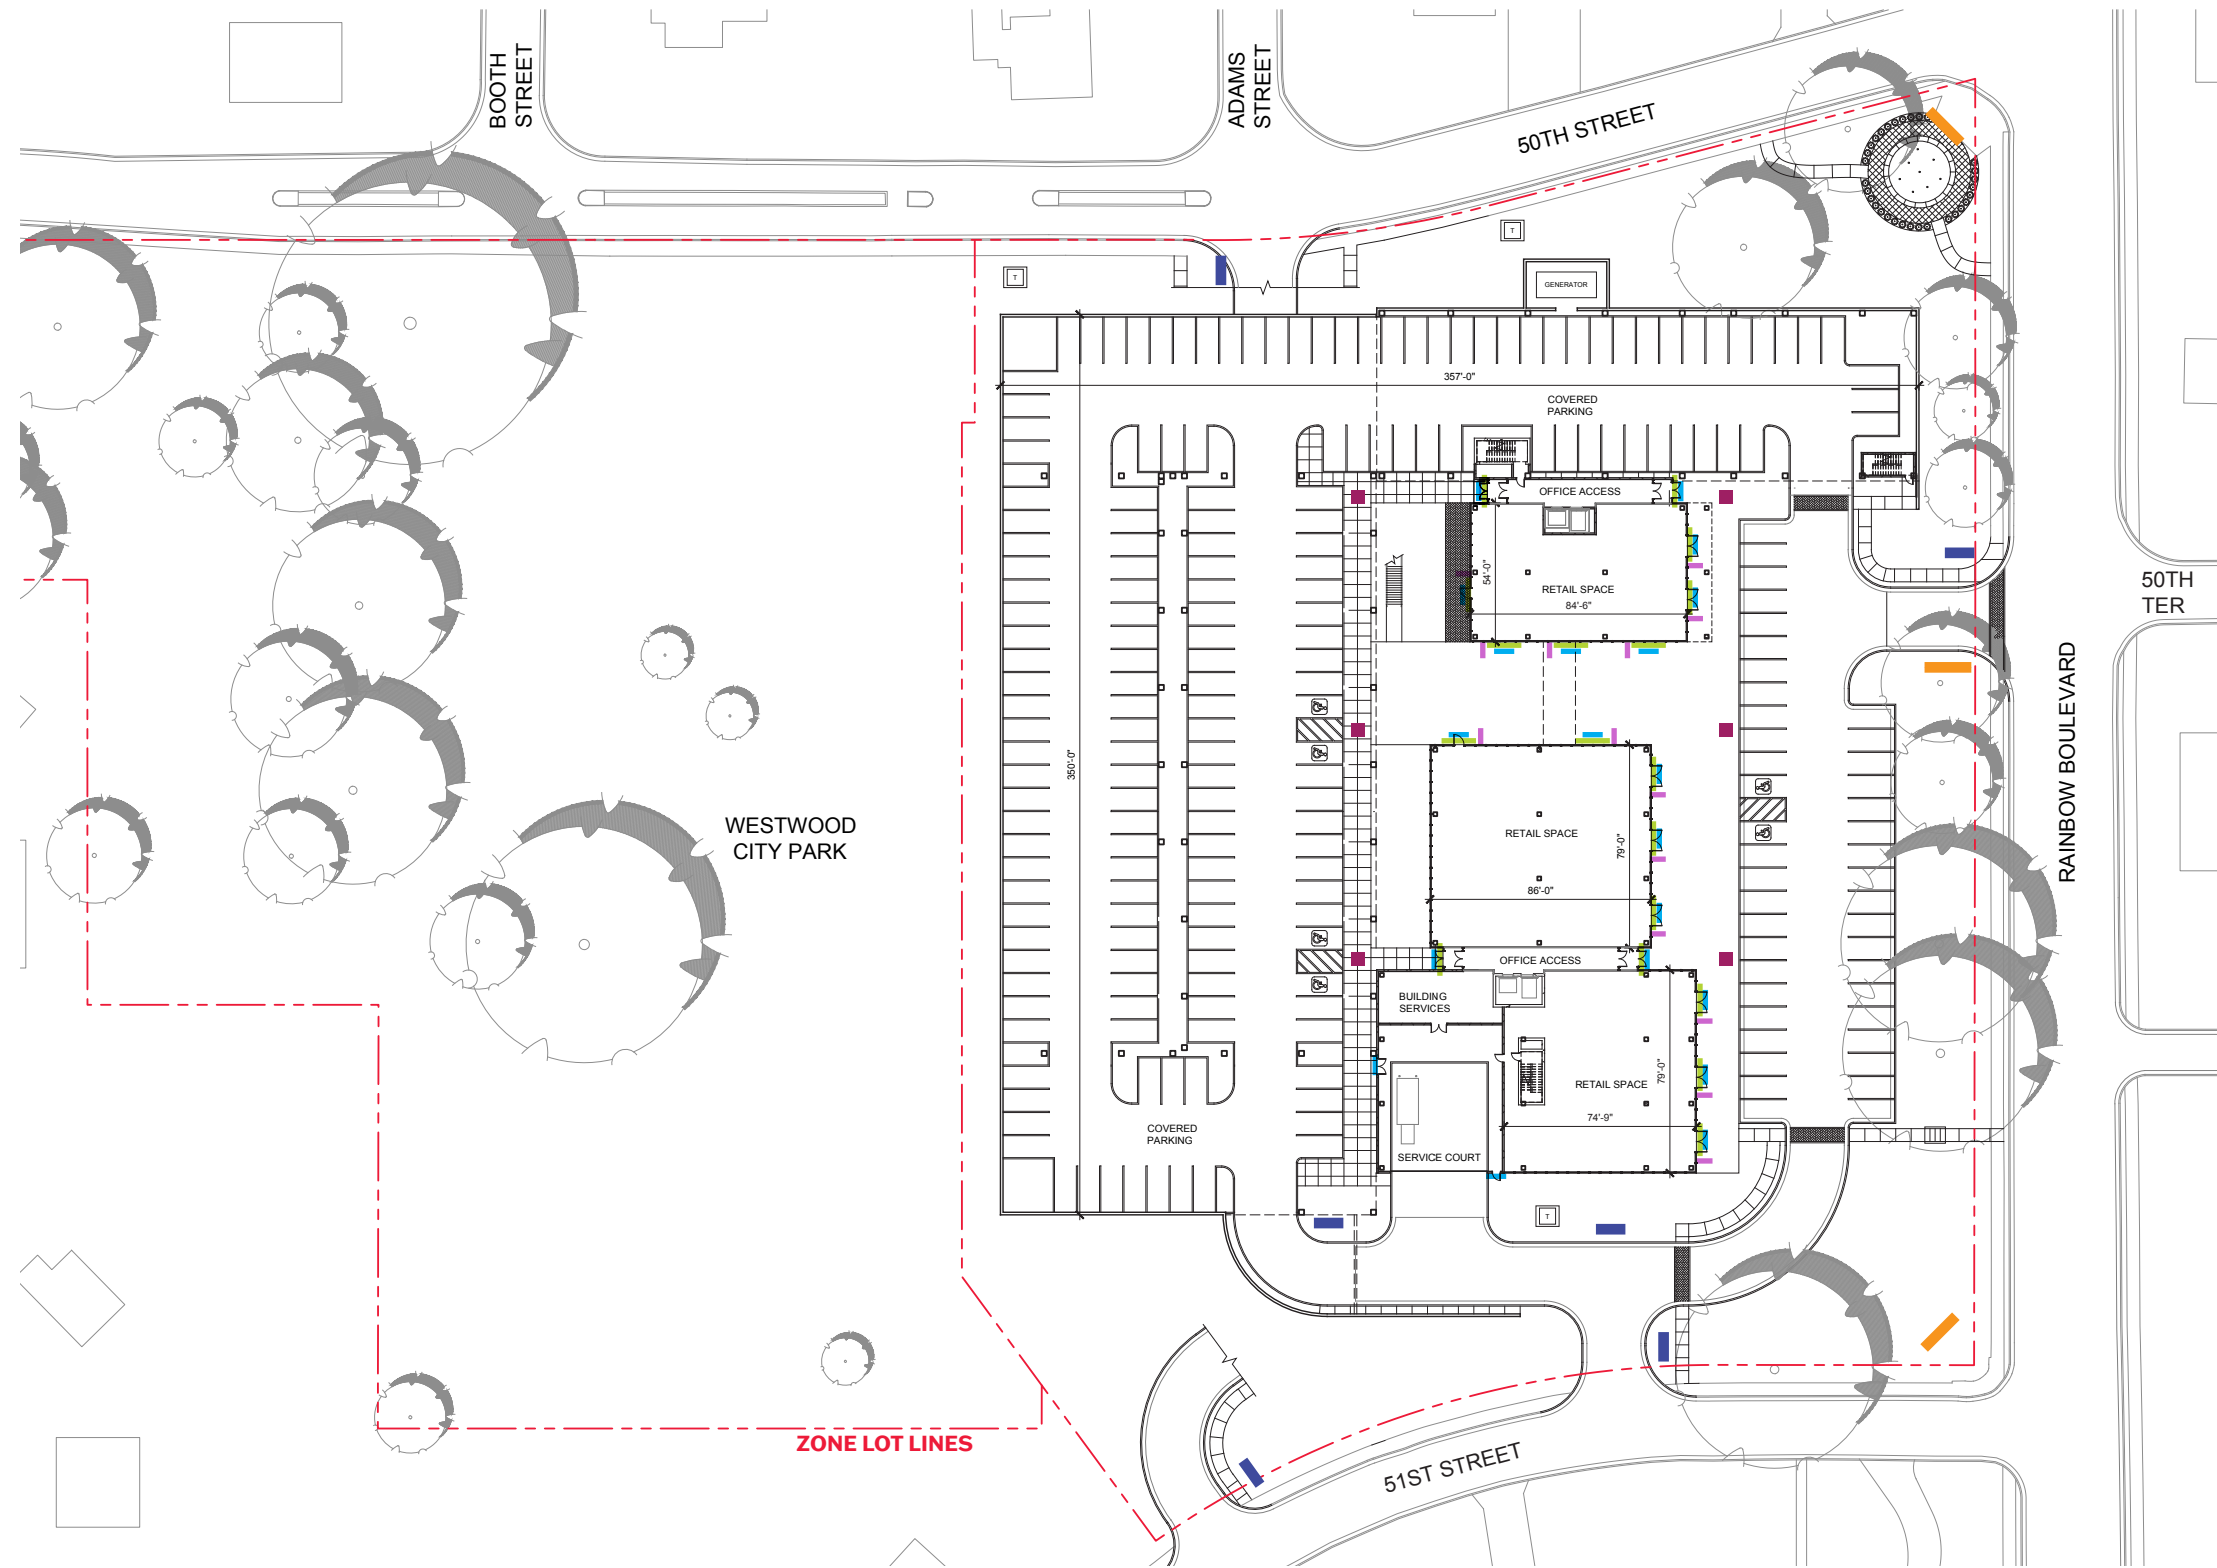 BOOTH
STREET
ADAMS
STREET
50TH STREET
T
T
GENERATOR
357'-0"
COVERED
PARKING
OFFICE ACCESS
54'-0"
RETAIL SPACE
84'-6"
50TH
TER
RAINBOW BOULEVARD
350'-0"
WESTWOOD
CITY PARK
RETAIL SPACE
79'-0"
86'-0"
OFFICE ACCESS
BUILDING
SERVICES
RETAIL SPACE
79'-0"
74'-9"
COVERED
PARKING
SERVICE COURT
T
ZONE LOT LINES
51ST STREET